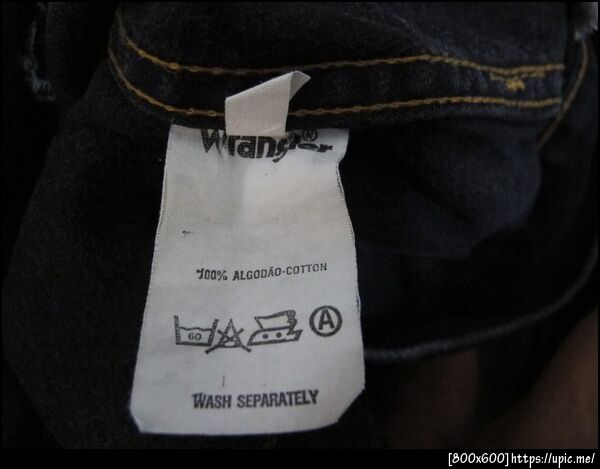 Wrangler®
100% ALGODÃO-COTTON
60 A
WASH SEPARATELY
[800x600]https://upic.me/